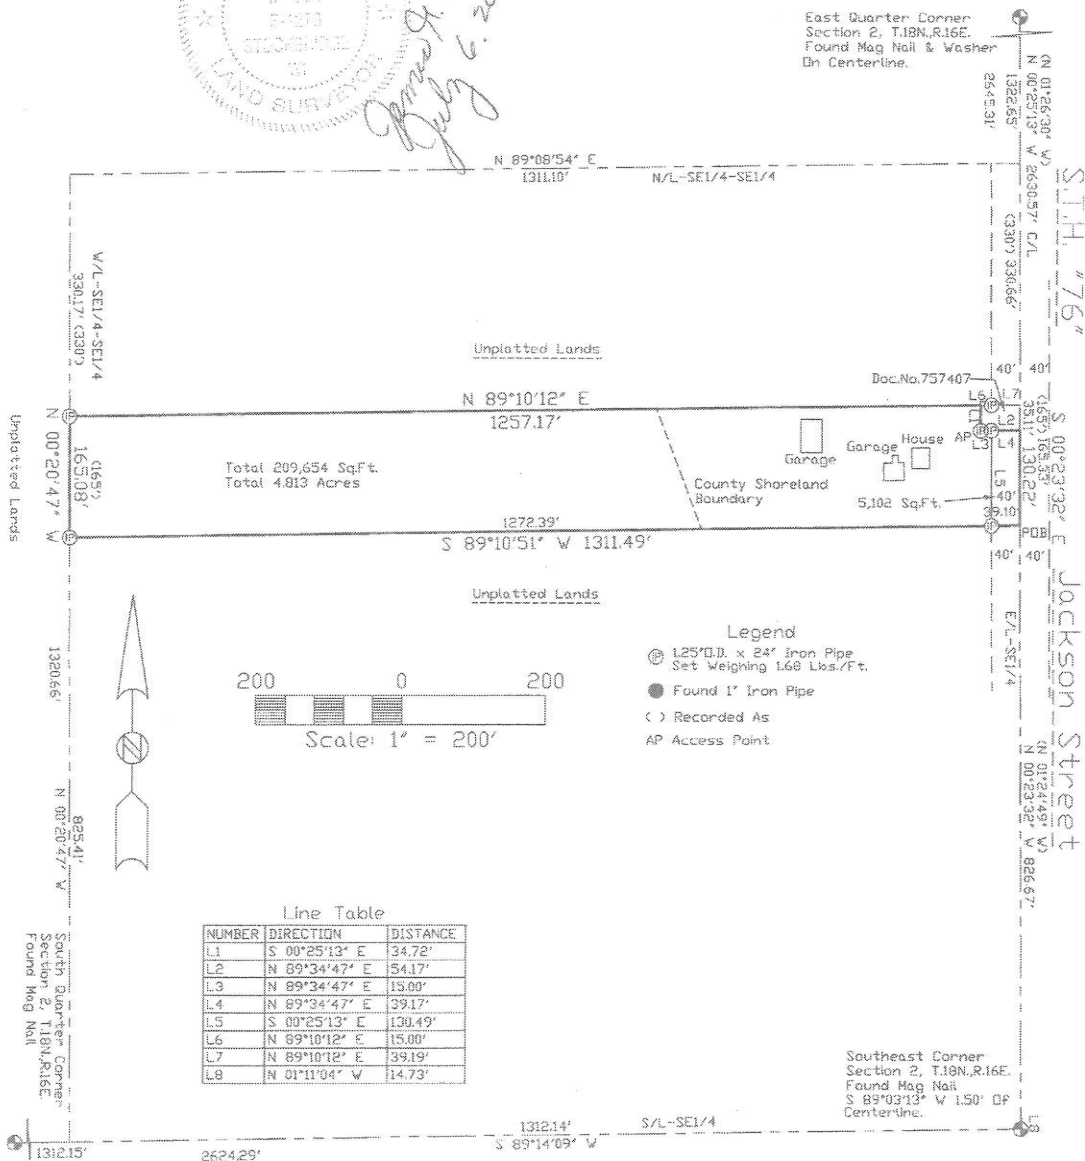 STOCKBRIDGE
WI
LAND SURVEYOR
July 6, 20
East Quarter Corner
Section 2, T.18N.,R.16E.
Found Mag Nail & Washer
On Centerline.
(N 01°26'30" W)
N 00°25'13" W 2630.57' C/L
1322.65'
2645.31'
S.T.H. "76"
N 89°08'54" E
1311.10'
N/L-SE1/4-SE1/4
(330') 330.66'
W/L-SE1/4-SE1/4
330.17' (330')
Unplatted Lands
Doc.No.757407
40' 40'
N 89°10'12" E
1257.17'
L6 L7
L1 L2
AP
L3 L4
L5
(165') 165.33'
35.11' 130.22'
S 00°23'32" E
Garage
Garage
House
Total 209,654 Sq.Ft.
Total 4.813 Acres
County Shoreland
Boundary
5,102 Sq.Ft.
40'
39.10'
POB
(165')
165.08'
N 00°20'47" W
Unplatted Lands
1272.39'
S 89°10'51" W 1311.49'
40' 40'
Unplatted Lands
E/L-SE1/4
Jackson Street
Legend
IP 1.25"O.D. x 24" Iron Pipe
Set Weighing 1.68 Lbs./Ft.
Found 1" Iron Pipe
( ) Recorded As
AP Access Point
200 0 200
Scale: 1" = 200'
N
1320.66'
825.41'
N 00°20'47" W
(N 01°24'49" W)
N 00°23'32" W 826.67'
Line Table
NUMBER DIRECTION DISTANCE
L1 S 00°25'13" E 34.72'
L2 N 89°34'47" E 54.17'
L3 N 89°34'47" E 15.00'
L4 N 89°34'47" E 39.17'
L5 S 00°25'13" E 130.49'
L6 N 89°10'12" E 15.00'
L7 N 89°10'12" E 39.19'
L8 N 01°11'04" W 14.73'
South Quarter Corner
Section 2, T.18N.,R.16E.
Found Mag Nail
Southeast Corner
Section 2, T.18N.,R.16E.
Found Mag Nail
S 89°03'13" W 1.50' Of
Centerline.
L8
1312.15'
2624.29'
1312.14'
S 89°14'09" W
S/L-SE1/4